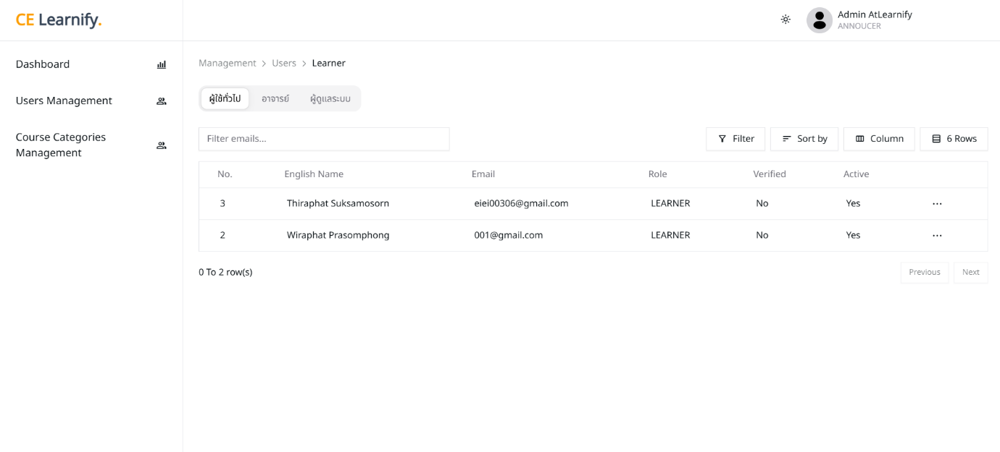 CE Learnify.
Admin AtLearnify
ANNOUCER
Dashboard
Users Management
Course Categories
Management
Management > Users > Learner
ผู้ใช้ทั่วไป อาจารย์ ผู้ดูแลระบบ
Filter emails...
Filter Sort by Column 6 Rows
No. English Name Email Role Verified Active
3 Thiraphat Suksamosorn eiei00306@gmail.com LEARNER No Yes ...
2 Wiraphat Prasomphong 001@gmail.com LEARNER No Yes ...
0 To 2 row(s)
Previous Next